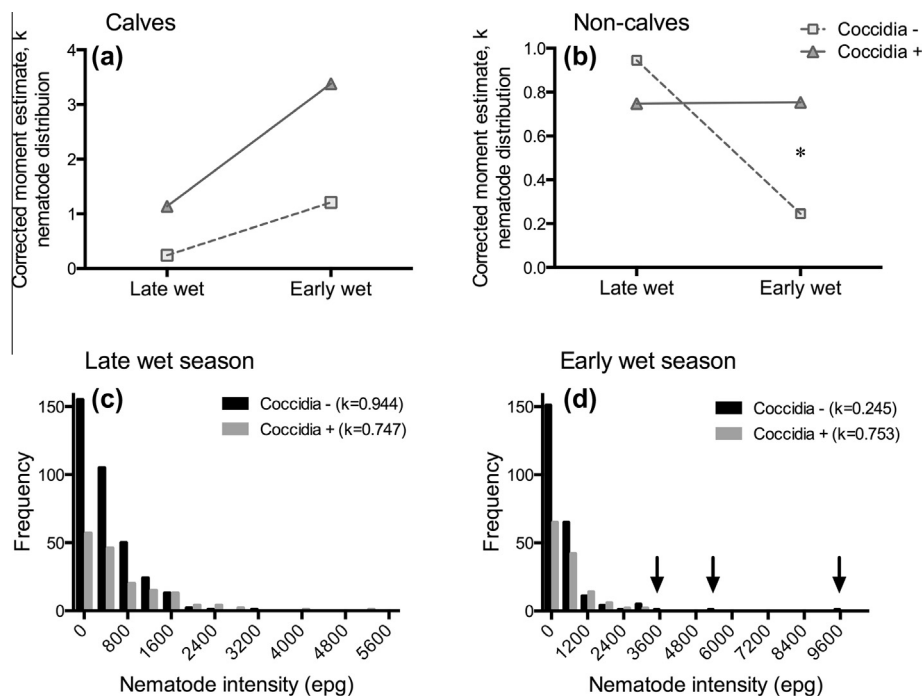 Calves
(a)
Corrected moment estimate, k
nematode distribuion
4
3
2
1
0
Late wet
Early wet
Non-calves
(b)
Coccidia -
Coccidia +
Corrected moment estimate, k
nematode distribution
1.0
0.8
0.6
0.4
0.2
0.0
*
Late wet
Early wet
Late wet season
(c)
Coccidia - (k=0.944)
Coccidia + (k=0.747)
Frequency
150
100
50
0
0 800 1600 2400 3200 4000 4800 5600
Nematode intensity (epg)
Early wet season
(d)
Coccidia - (k=0.245)
Coccidia + (k=0.753)
Frequency
150
100
50
0
0 1200 2400 3600 4800 6000 7200 8400 9600
Nematode intensity (epg)